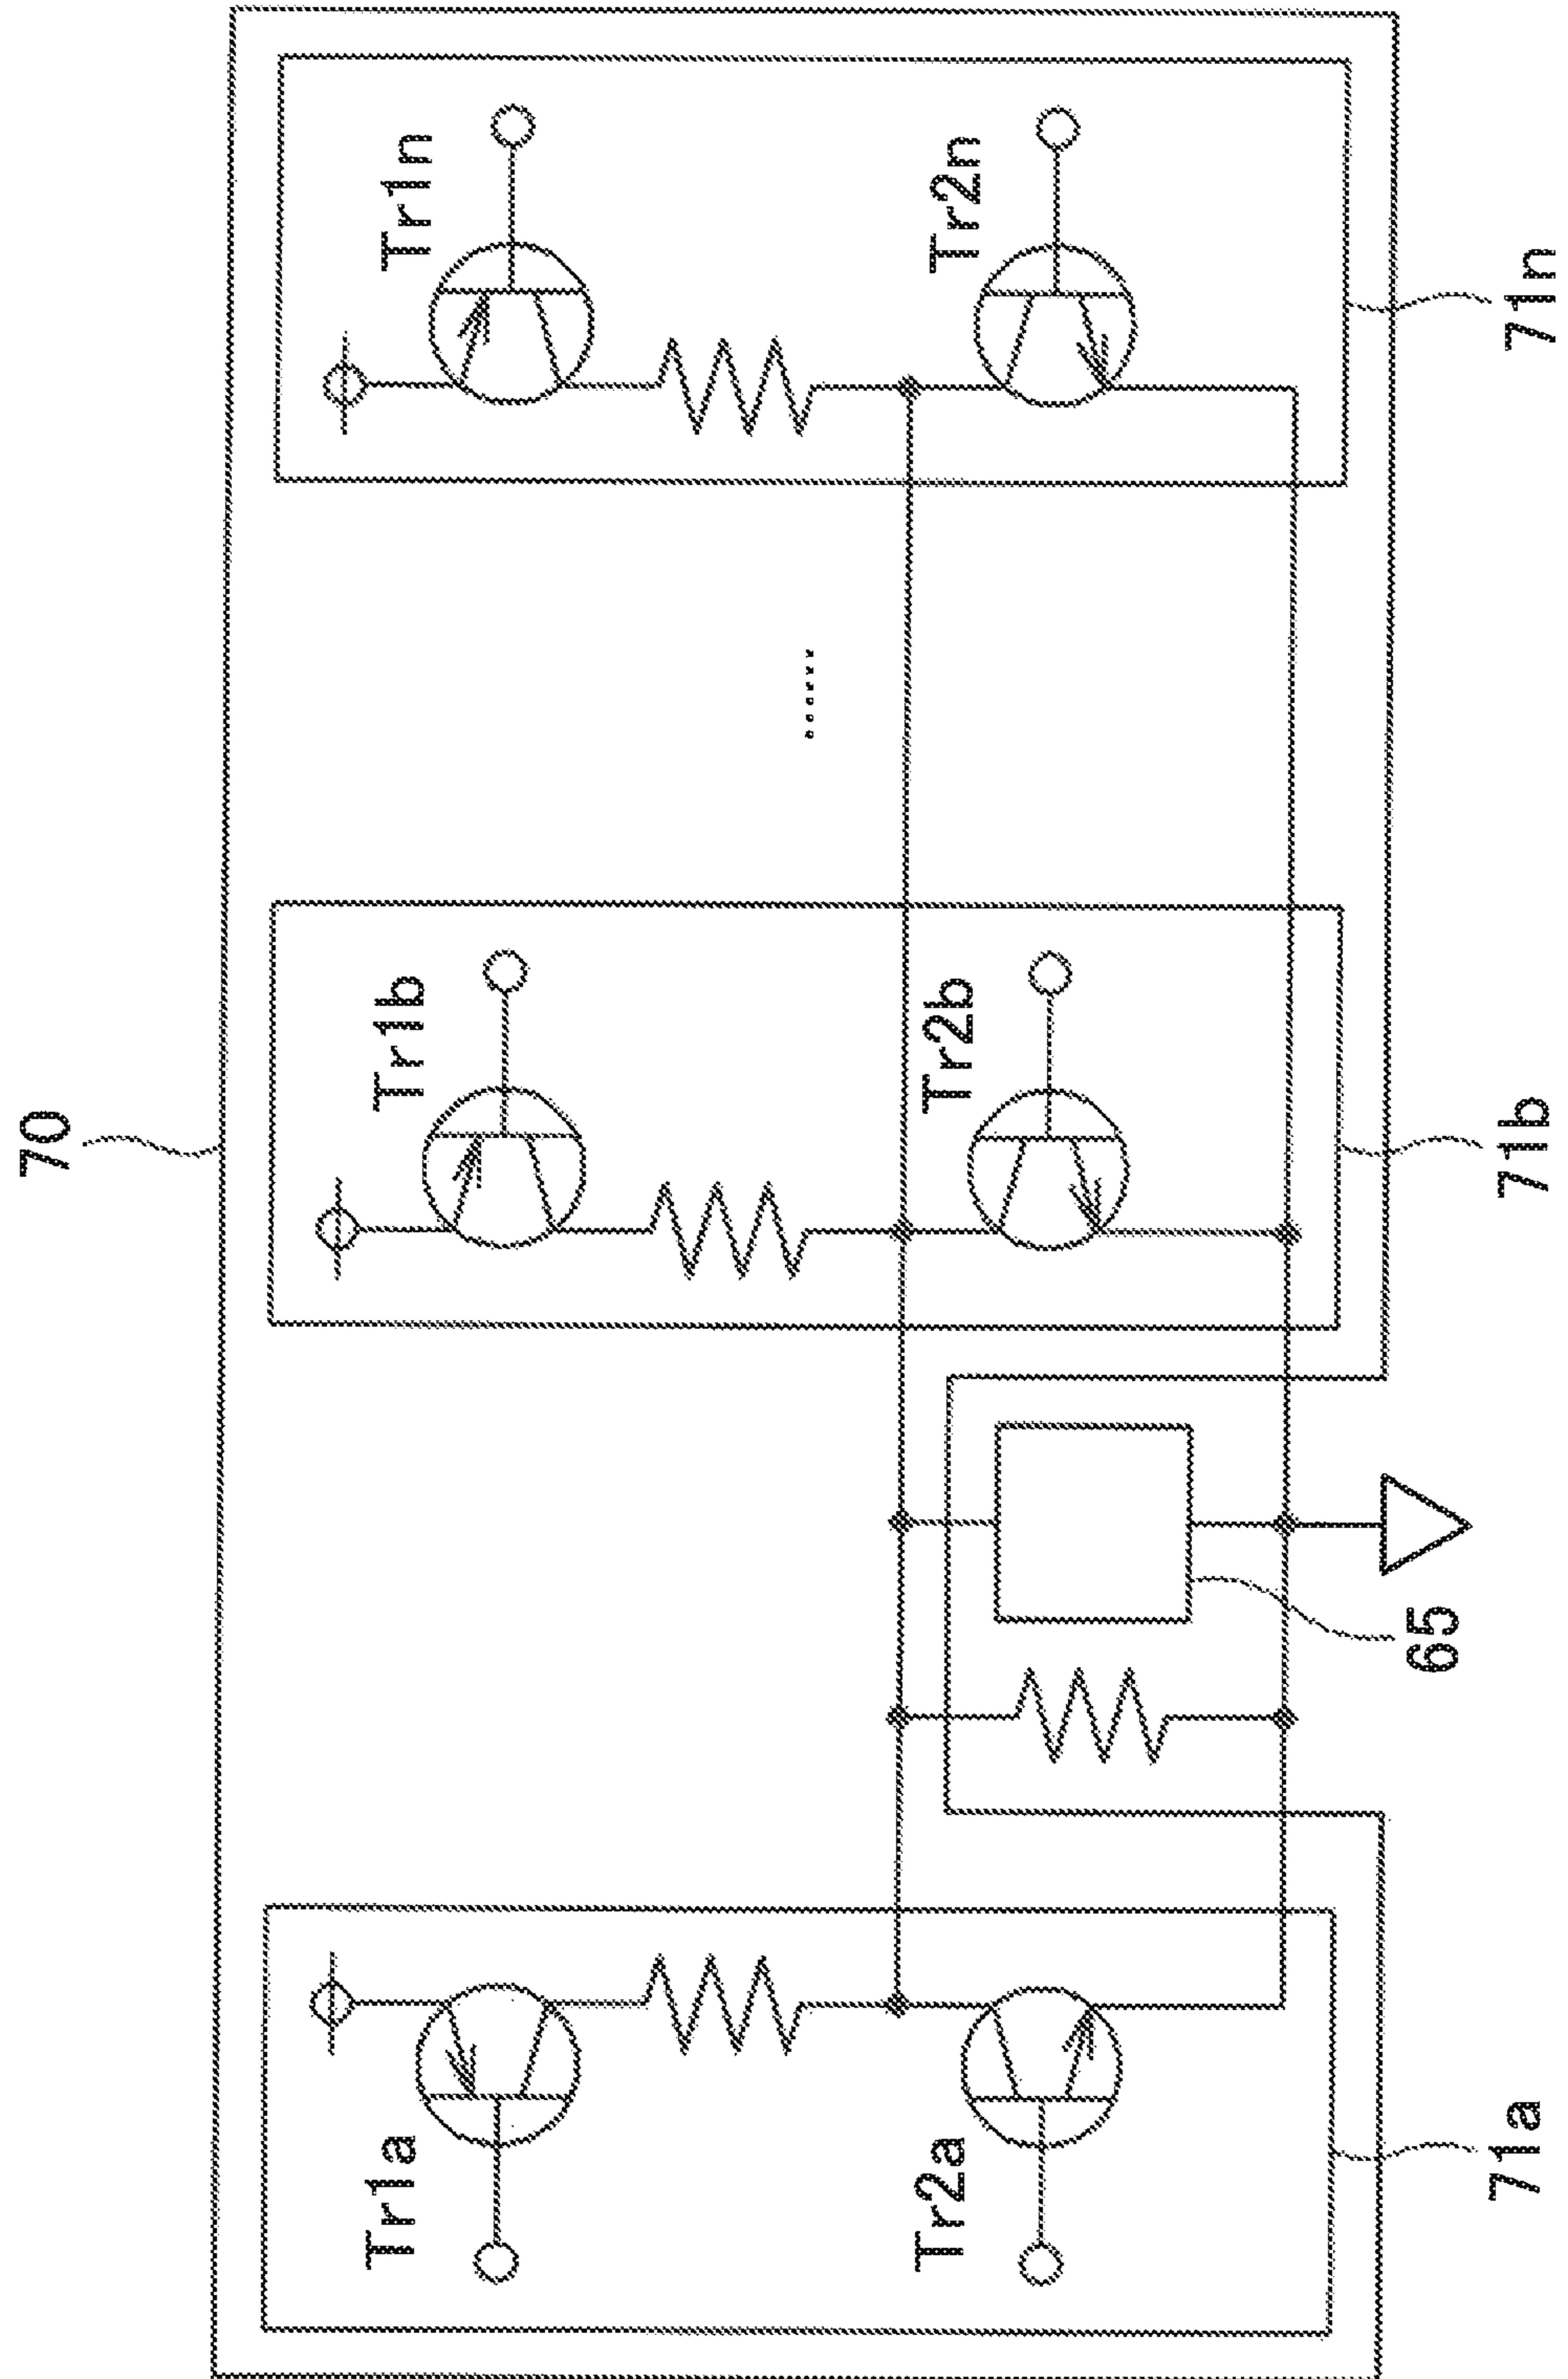 70
Tr1a
Tr1b
Tr1n
......
Tr2a
Tr2b
Tr2n
65
71a
71b
71n